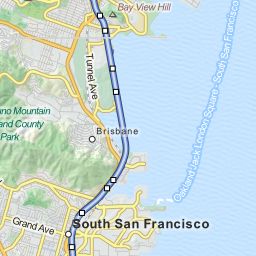 Bay View Hill
Tunnel Ave
uno Mountain
and County
Park
Brisbane
Oakland Jack London Square - South San Francisco
Grand Ave
South San Francisco